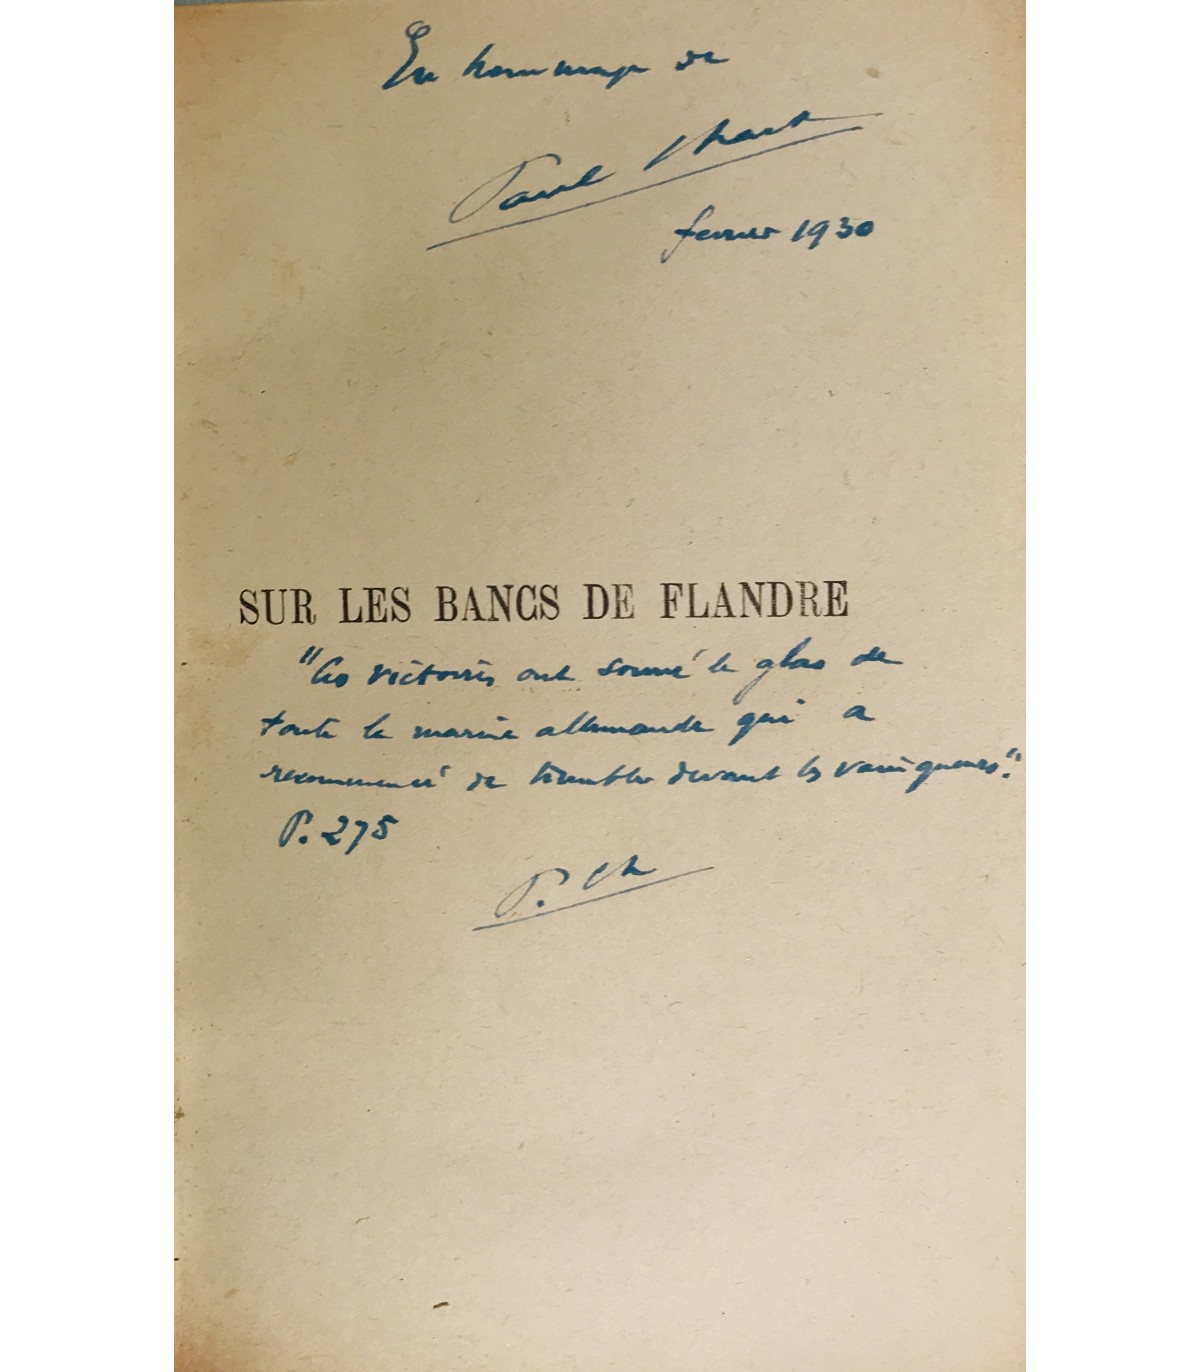 En hommage de
Paul Chack
février 1930
SUR LES BANCS DE FLANDRE
"Ces victoires ont sonné le glas de
toute la marine allemande qui a
recommencé de trembler devant les vainqueurs".
P. 275
P. Ch